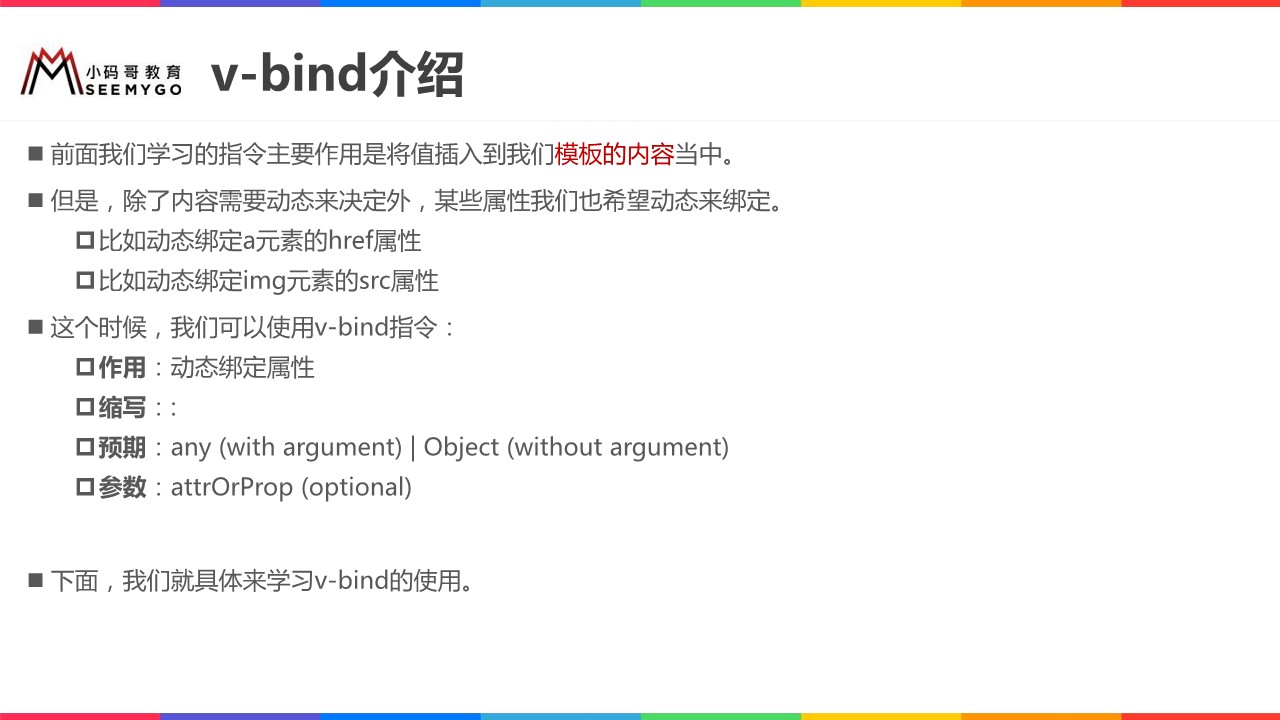 小码哥教育
SEEMYGO
v-bind介绍
前面我们学习的指令主要作用是将值插入到我们模板的内容当中。
但是，除了内容需要动态来决定外，某些属性我们也希望动态来绑定。
比如动态绑定a元素的href属性
比如动态绑定img元素的src属性
这个时候，我们可以使用v-bind指令：
作用：动态绑定属性
缩写：:
预期：any (with argument) | Object (without argument)
参数：attrOrProp (optional)
下面，我们就具体来学习v-bind的使用。